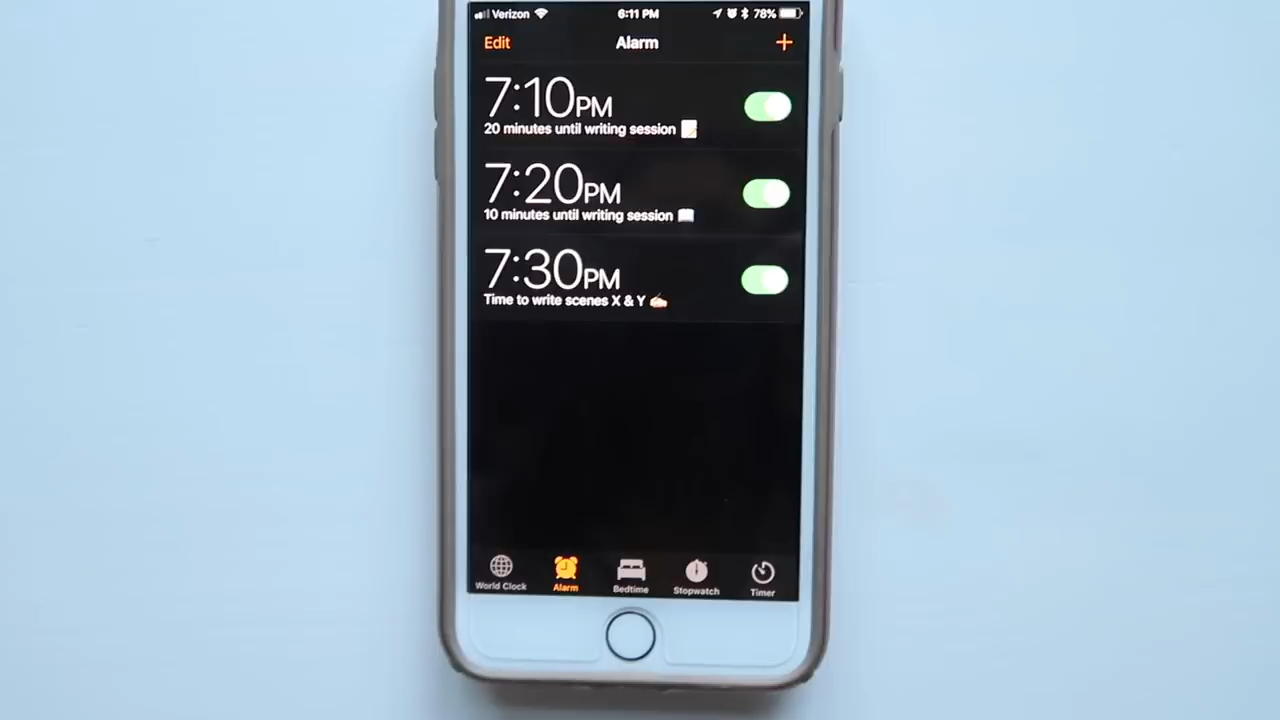 Verizon 6:11 PM 78%
Edit Alarm +
7:10PM
20 minutes until writing session
7:20PM
10 minutes until writing session
7:30PM
Time to write scenes X & Y
World Clock Alarm Bedtime Stopwatch Timer